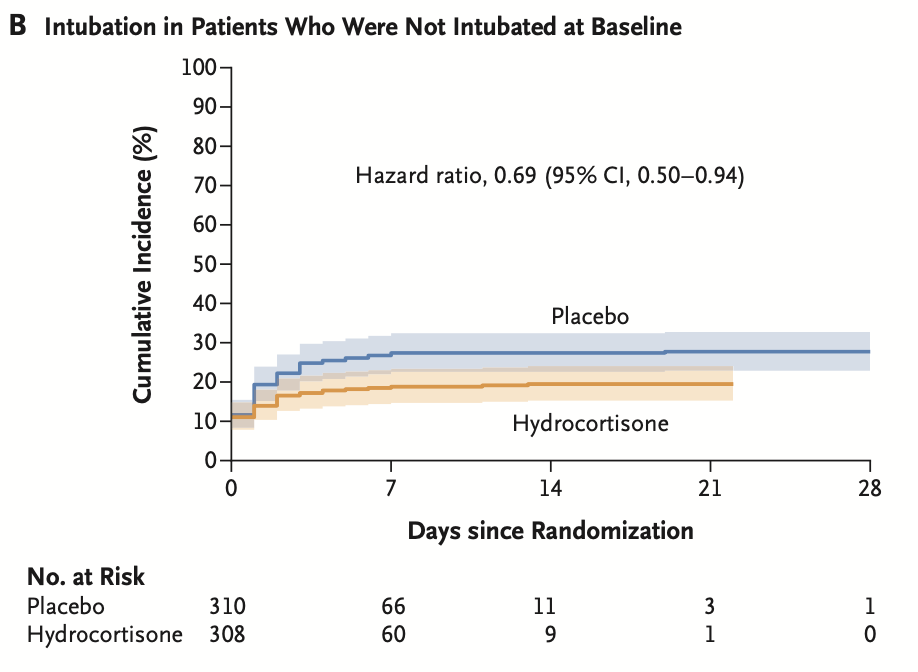 B Intubation in Patients Who Were Not Intubated at Baseline
100
90
80
70
60
50
40
30
20
10
0
Cumulative Incidence (%)
Hazard ratio, 0.69 (95% CI, 0.50–0.94)
Placebo
Hydrocortisone
0 7 14 21 28
Days since Randomization
No. at Risk
Placebo 310 66 11 3 1
Hydrocortisone 308 60 9 1 0